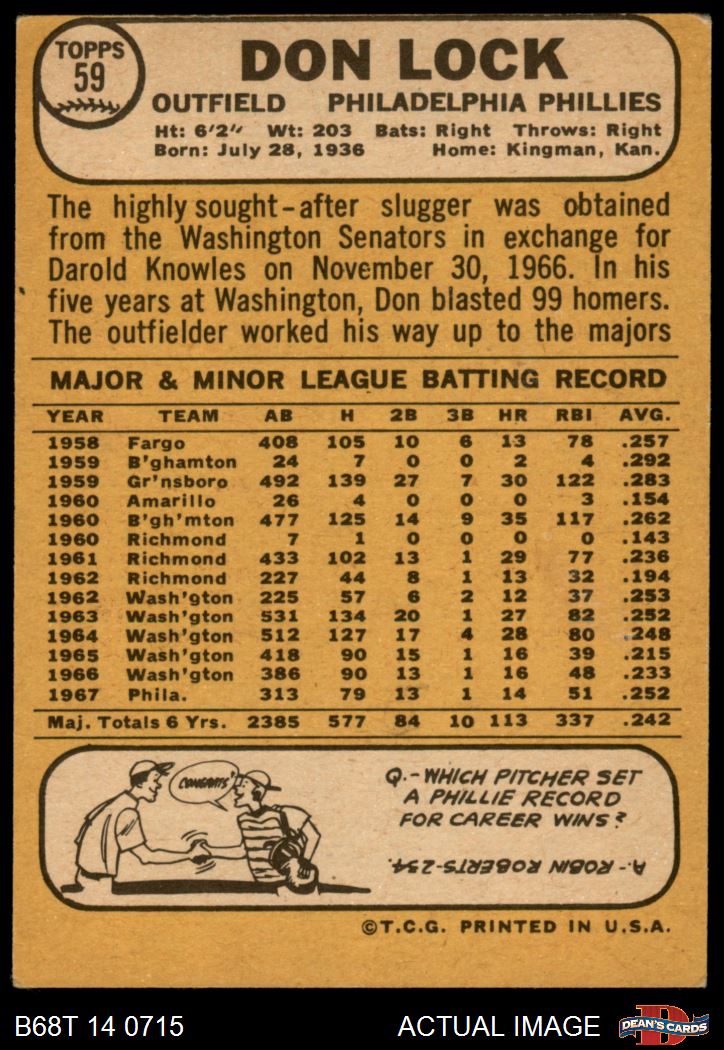 TOPPS
59
DON LOCK
OUTFIELD PHILADELPHIA PHILLIES
Ht: 6'2" Wt: 203 Bats: Right Throws: Right
Born: July 28, 1936 Home: Kingman, Kan.
The highly sought-after slugger was obtained
from the Washington Senators in exchange for
Darold Knowles on November 30, 1966. In his
five years at Washington, Don blasted 99 homers.
The outfielder worked his way up to the majors
MAJOR & MINOR LEAGUE BATTING RECORD
YEAR TEAM AB H 2B 3B HR RBI AVG.
1958 Fargo 408 105 10 6 13 78 .257
1959 B'ghamton 24 7 0 0 2 4 .292
1959 Gr'nsboro 492 139 27 7 30 122 .283
1960 Amarillo 26 4 0 0 0 3 .154
1960 B'gh'mton 477 125 14 9 35 117 .262
1960 Richmond 7 1 0 0 0 0 .143
1961 Richmond 433 102 13 1 29 77 .236
1962 Richmond 227 44 8 1 13 32 .194
1962 Wash'gton 225 57 6 2 12 37 .253
1963 Wash'gton 531 134 20 1 27 82 .252
1964 Wash'gton 512 127 17 4 28 80 .248
1965 Wash'gton 418 90 15 1 16 39 .215
1966 Wash'gton 386 90 13 1 16 48 .233
1967 Phila. 313 79 13 1 14 51 .252
Maj. Totals 6 Yrs. 2385 577 84 10 113 337 .242
CONGRATS'
Q.-WHICH PITCHER SET
A PHILLIE RECORD
FOR CAREER WINS?
A.-ROBIN ROBERTS-234.
©T.C.G. PRINTED IN U.S.A.
B68T 14 0715 ACTUAL IMAGE
D
DEAN'S CARDS